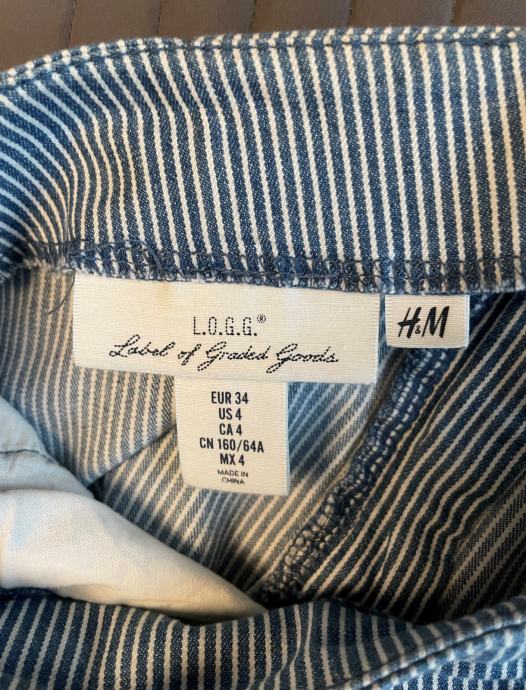 L.O.G.G.®
Label of Graded Goods
H&M
EUR 34
US 4
CA 4
CN 160/64A
MX 4
MADE IN
CHINA